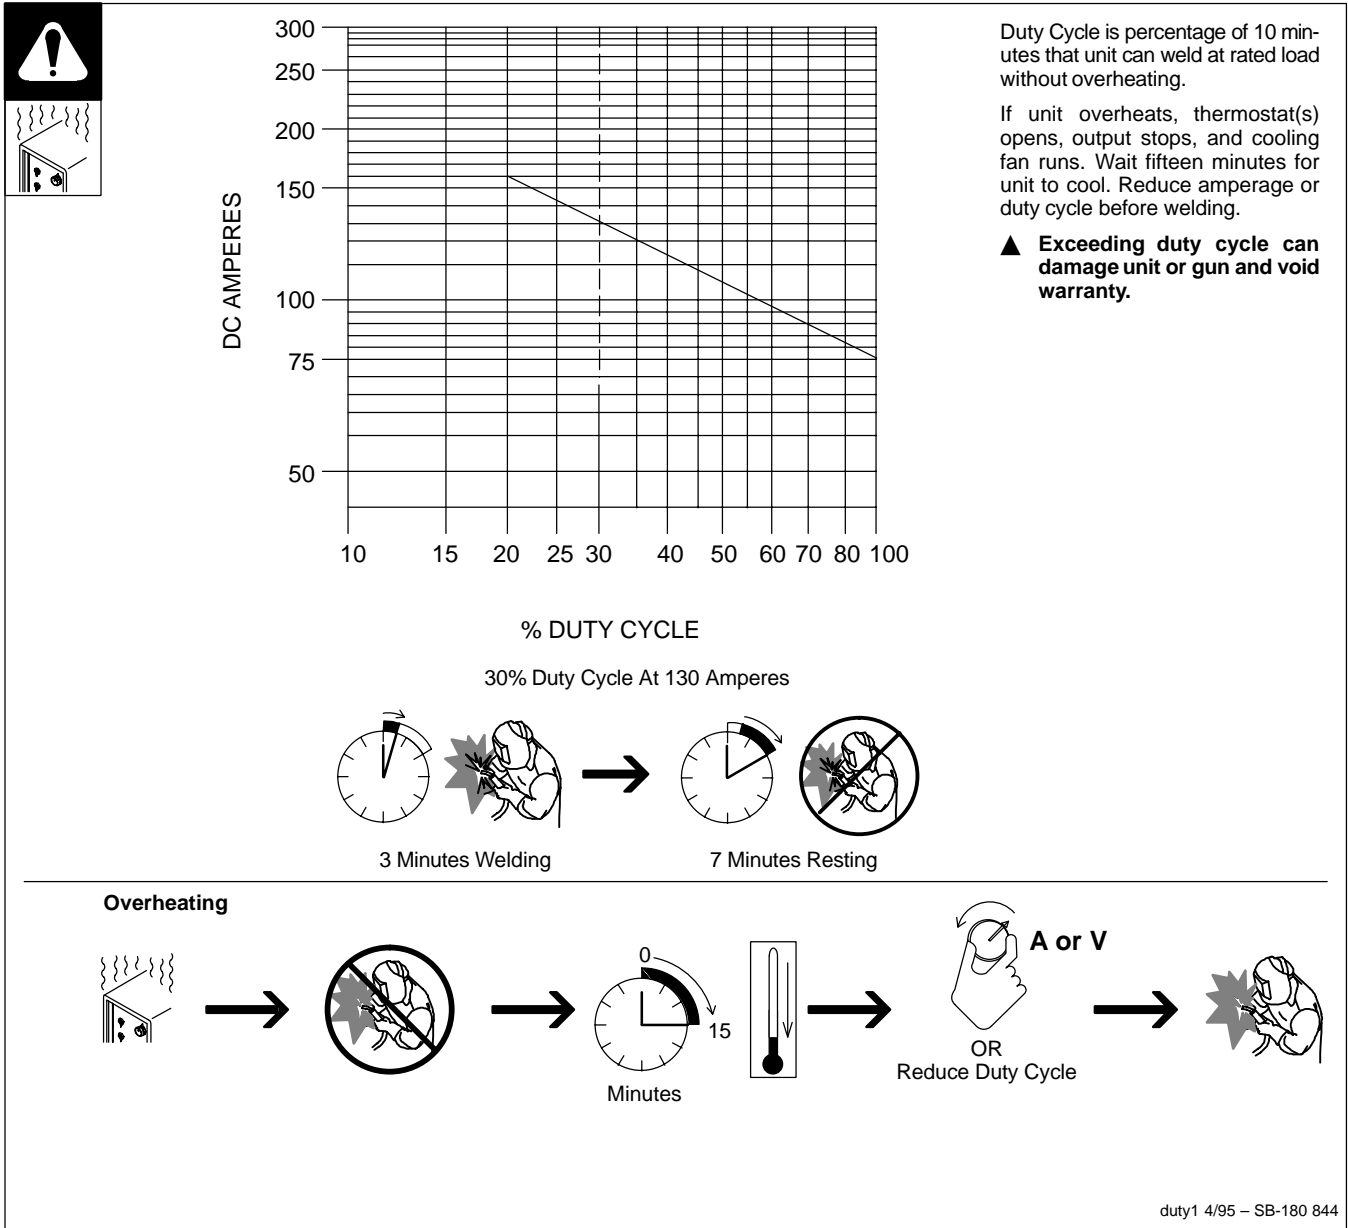 300
250
200
150
100
75
50
DC AMPERES
10 15 20 25 30 40 50 60 70 80 100
% DUTY CYCLE
Duty Cycle is percentage of 10 min-
utes that unit can weld at rated load
without overheating.
If unit overheats, thermostat(s)
opens, output stops, and cooling
fan runs. Wait fifteen minutes for
unit to cool. Reduce amperage or
duty cycle before welding.
Exceeding duty cycle can
damage unit or gun and void
warranty.
30% Duty Cycle At 130 Amperes
3 Minutes Welding
7 Minutes Resting
Overheating
0
15
Minutes
A or V
OR
Reduce Duty Cycle
duty1 4/95 – SB-180 844